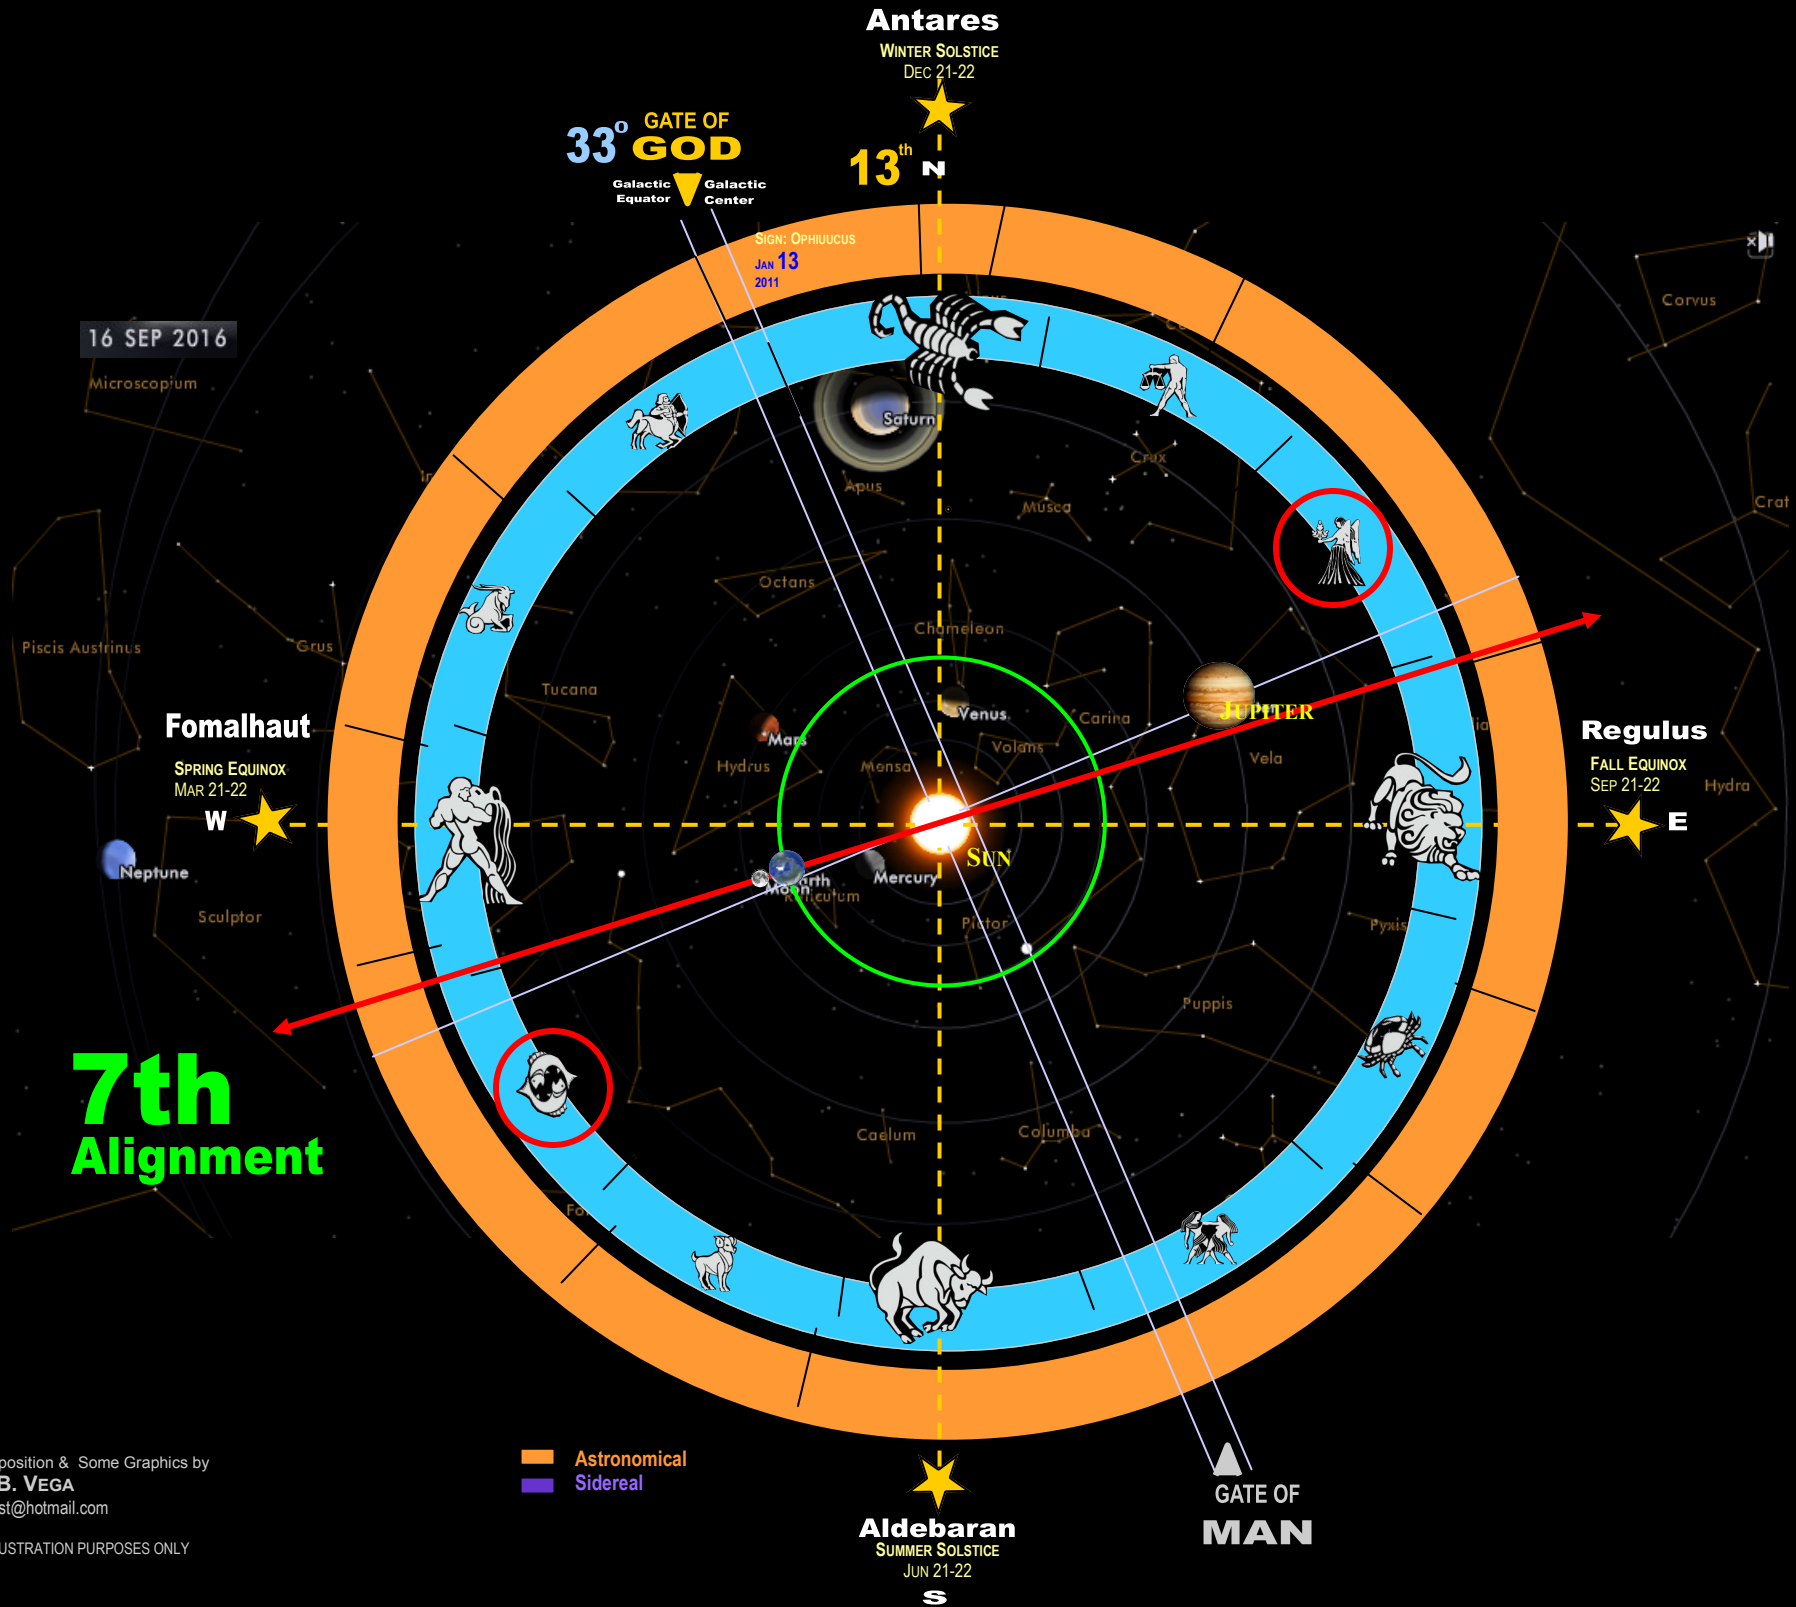 Antares
WINTER SOLSTICE
DEC 21-22
33° GATE OF
GOD
Galactic Equator
Galactic Center
13th
N
SIGN: OPHIUUCUS
JAN 13
2011
16 SEP 2016
Microscopium
Corvus
Crat
Saturn
Apus
Crux
Musca
Octans
Chameleon
Piscis Austrinus
Grus
Tucana
Fomalhaut
SPRING EQUINOX
MAR 21-22
W
Mars
Hydrus
Mensa
Venus
Volans
Carina
JUPITER
Vela
Regulus
FALL EQUINOX
SEP 21-22
E
Hydra
Neptune
Sculptor
SUN
Mercury
Moon
Pictor
Pyxis
Puppis
7th
Alignment
Caelum
Columba
position & Some Graphics by
B. VEGA
st@hotmail.com
USTRATION PURPOSES ONLY
Astronomical
Sidereal
Aldebaran
SUMMER SOLSTICE
JUN 21-22
S
GATE OF
MAN